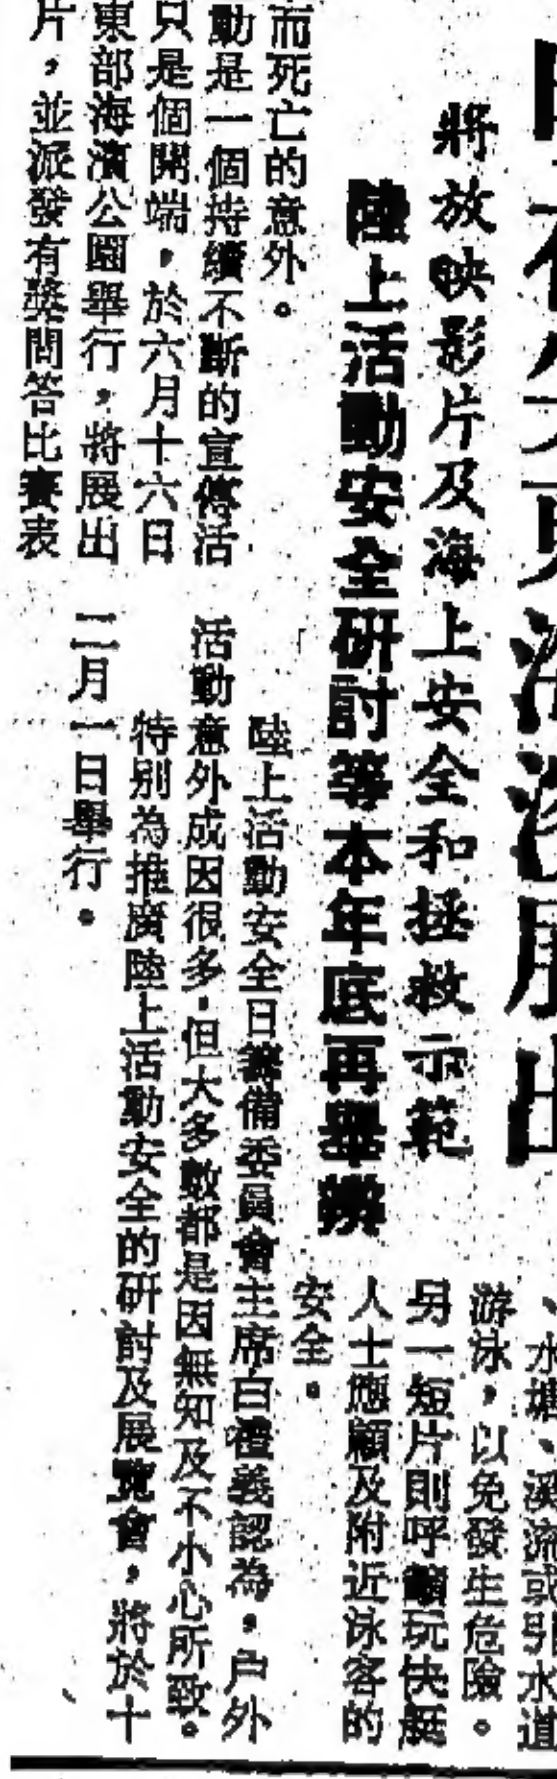 將放映影片及海上安全和拯救示範
陸上活動安全研討等本年底再舉辦
、水塘、溪流或引水道
游泳，以免發生危險。
另一短片則呼籲玩快艇
人士應顧及附近泳客的
安全。
而死亡的意外。
動是一個持續不斷的宣傳活
只是個開端，於六月十六日
東部海濱公園舉行，將展出
片，並派發有獎問答比賽表
陸上活動安全日籌備委員會主席白禮義認為，戶外
活動意外成因很多，但大多數都是因無知及不小心所致。
特別為推廣陸上活動安全的研討及展覽會，將於十
二月一日舉行。